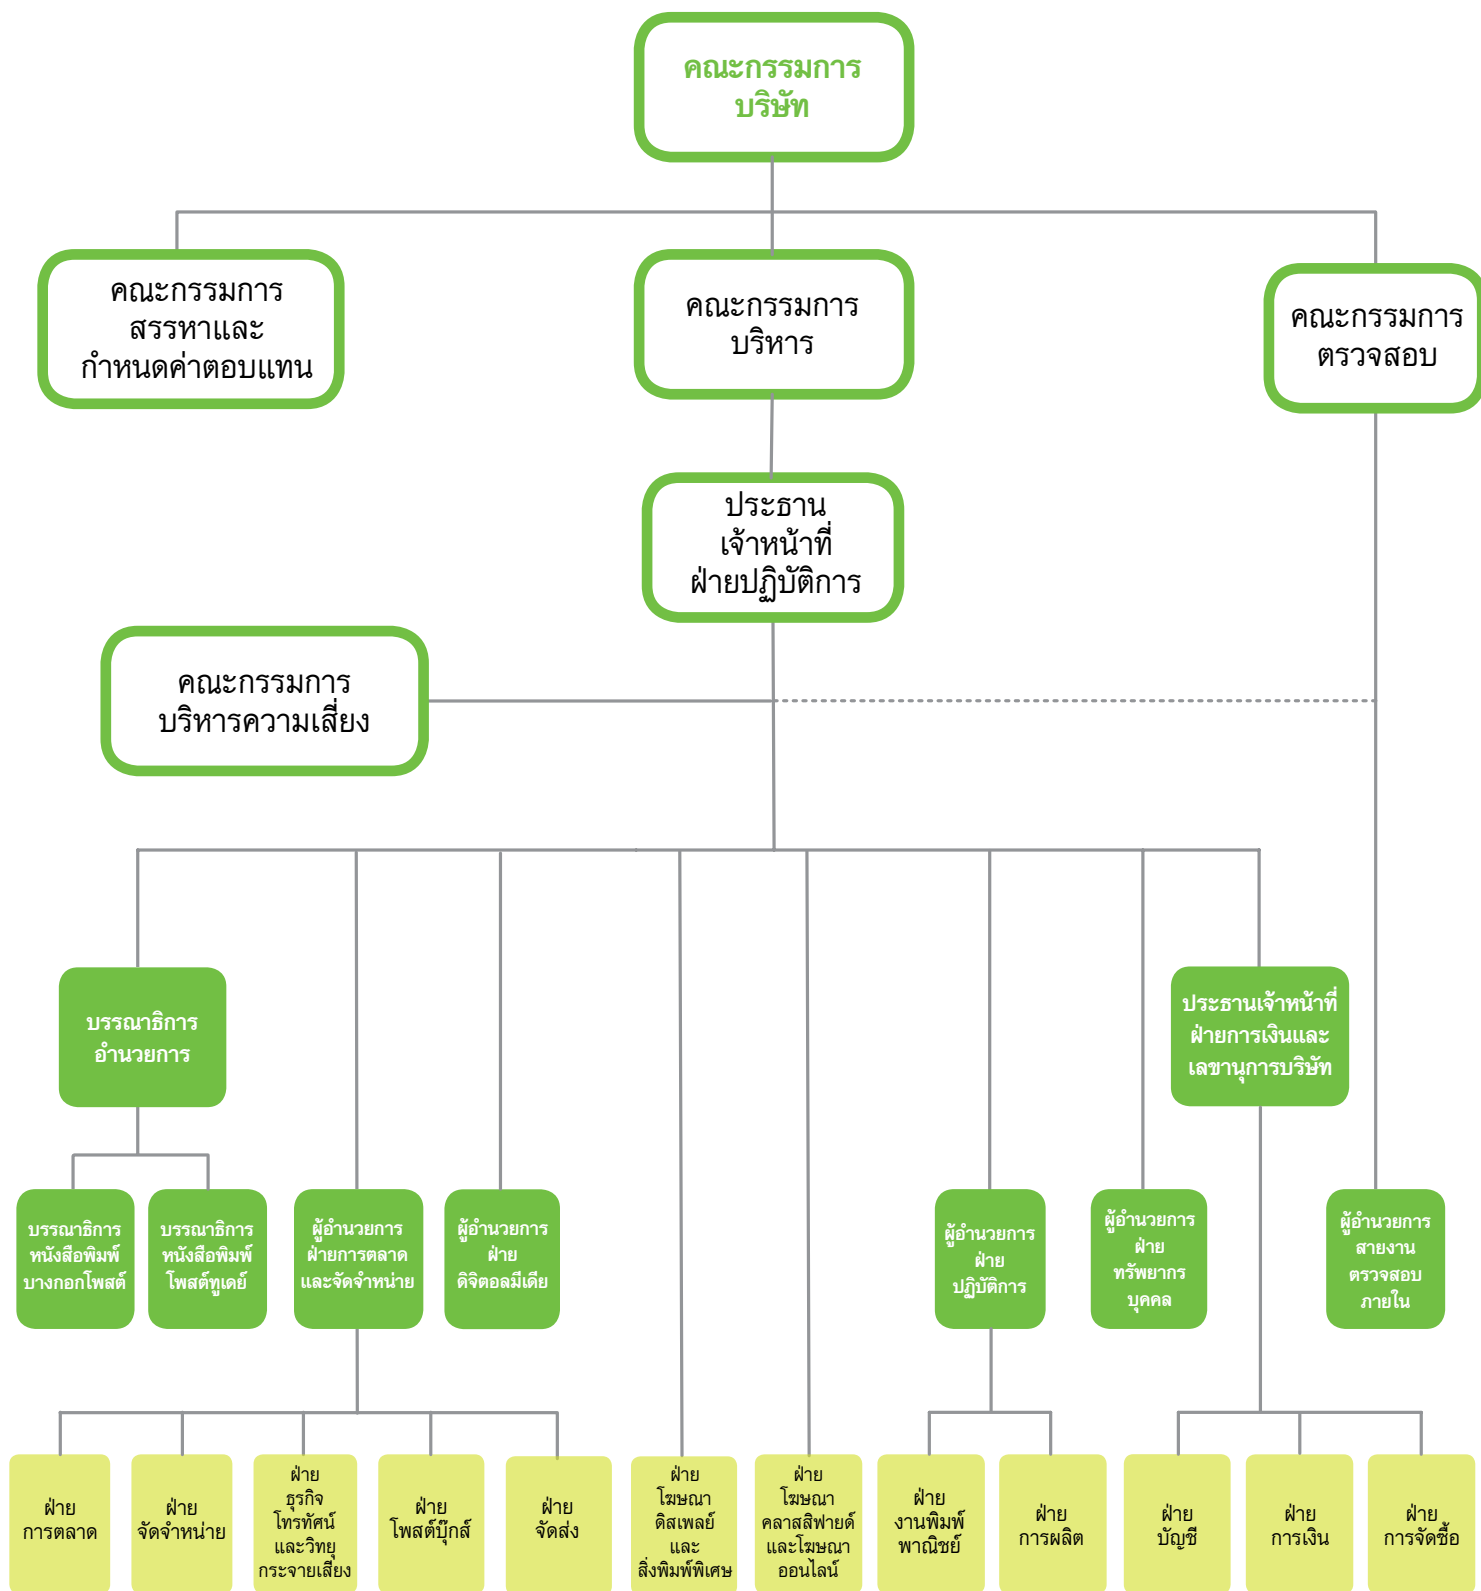 คณะกรรมการ
บริษัท
คณะกรรมการ
สรรหาและ
กำหนดค่าตอบแทน
คณะกรรมการ
บริหาร
คณะกรรมการ
ตรวจสอบ
ประธาน
เจ้าหน้าที่
ฝ่ายปฏิบัติการ
คณะกรรมการ
บริหารความเสี่ยง
บรรณาธิการ
อำนวยการ
ประธานเจ้าหน้าที่
ฝ่ายการเงินและ
เลขานุการบริษัท
บรรณาธิการ
หนังสือพิมพ์
บางกอกโพสต์
บรรณาธิการ
หนังสือพิมพ์
โพสต์ทูเดย์
ผู้อำนวยการ
ฝ่ายการตลาด
และจัดจำหน่าย
ผู้อำนวยการ
ฝ่าย
ดิจิตอลมีเดีย
ผู้อำนวยการ
ฝ่าย
ปฏิบัติการ
ผู้อำนวยการ
ฝ่าย
ทรัพยากร
บุคคล
ผู้อำนวยการ
สายงาน
ตรวจสอบ
ภายใน
ฝ่าย
การตลาด
ฝ่าย
จัดจำหน่าย
ฝ่าย
ธุรกิจ
โทรทัศน์
และวิทยุ
กระจายเสียง
ฝ่าย
โพสต์บุ๊กส์
ฝ่าย
จัดส่ง
ฝ่าย
โฆษณา
ดิสเพลย์
และ
สิ่งพิมพ์พิเศษ
ฝ่าย
โฆษณา
คลาสสิฟายด์
และโฆษณา
ออนไลน์
ฝ่าย
งานพิมพ์
พาณิชย์
ฝ่าย
การผลิต
ฝ่าย
บัญชี
ฝ่าย
การเงิน
ฝ่าย
การจัดซื้อ